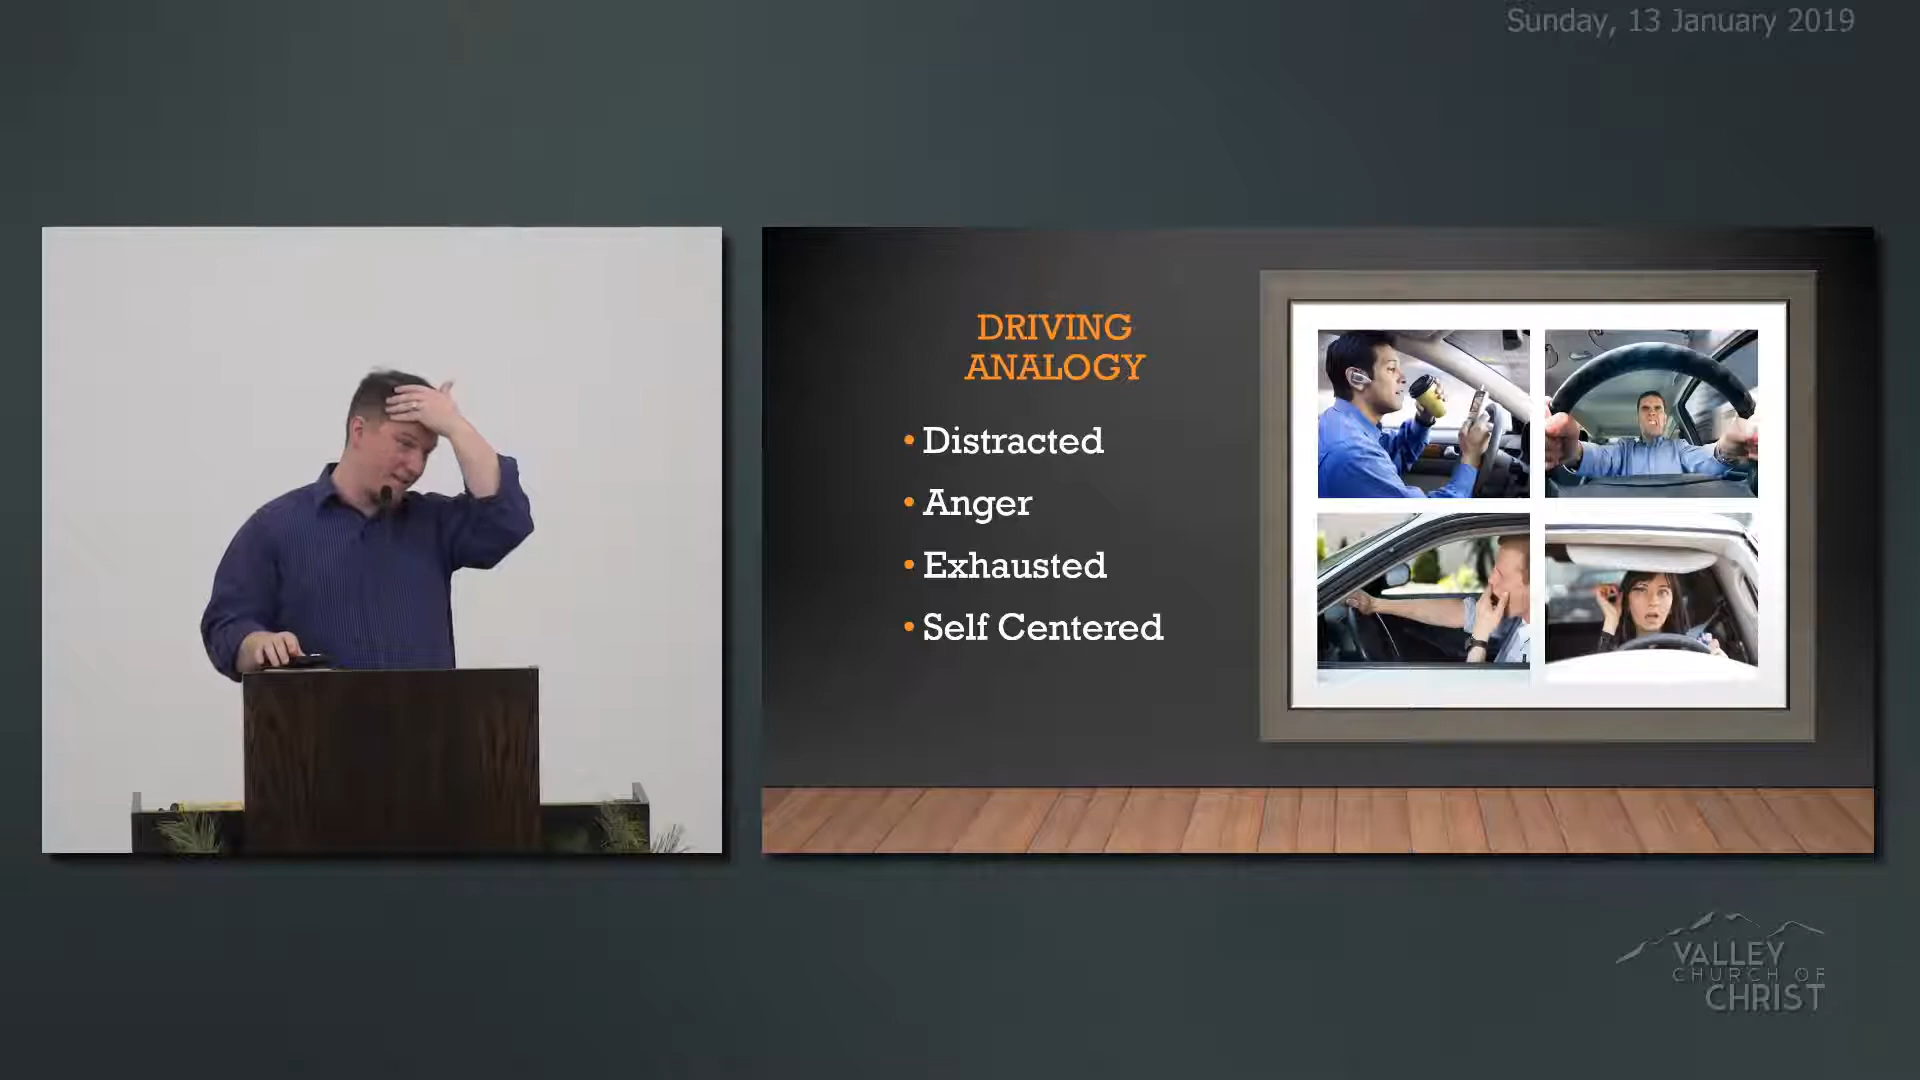 Sunday, 13 January 2019
DRIVING
ANALOGY
• Distracted
• Anger
• Exhausted
• Self Centered
VALLEY
CHURCH OF
CHRIST